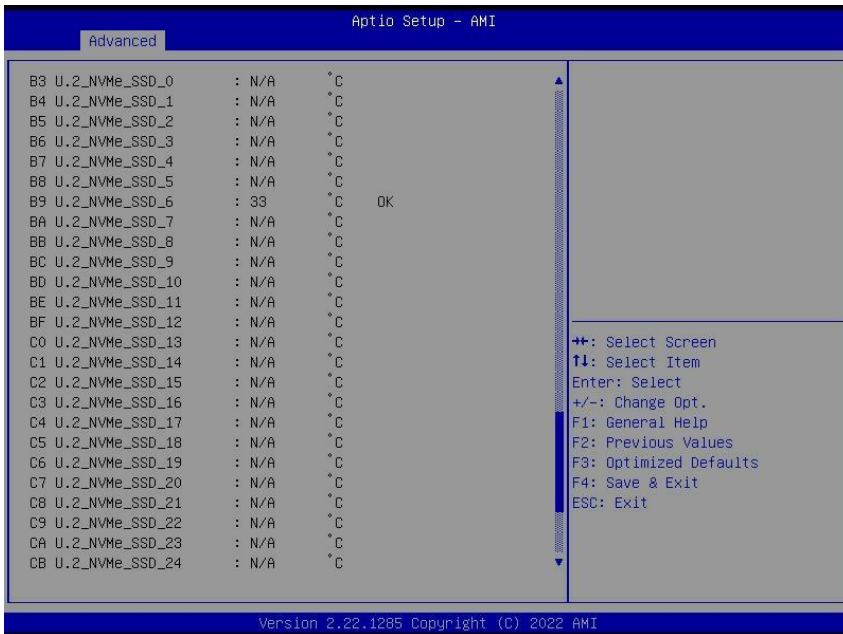 Aptio Setup – AMI
Advanced
B3 U.2_NVMe_SSD_0 : N/A °C
B4 U.2_NVMe_SSD_1 : N/A °C
B5 U.2_NVMe_SSD_2 : N/A °C
B6 U.2_NVMe_SSD_3 : N/A °C
B7 U.2_NVMe_SSD_4 : N/A °C
B8 U.2_NVMe_SSD_5 : N/A °C
B9 U.2_NVMe_SSD_6 : 33 °C OK
BA U.2_NVMe_SSD_7 : N/A °C
BB U.2_NVMe_SSD_8 : N/A °C
BC U.2_NVMe_SSD_9 : N/A °C
BD U.2_NVMe_SSD_10 : N/A °C
BE U.2_NVMe_SSD_11 : N/A °C
BF U.2_NVMe_SSD_12 : N/A °C
C0 U.2_NVMe_SSD_13 : N/A °C
C1 U.2_NVMe_SSD_14 : N/A °C
C2 U.2_NVMe_SSD_15 : N/A °C
C3 U.2_NVMe_SSD_16 : N/A °C
C4 U.2_NVMe_SSD_17 : N/A °C
C5 U.2_NVMe_SSD_18 : N/A °C
C6 U.2_NVMe_SSD_19 : N/A °C
C7 U.2_NVMe_SSD_20 : N/A °C
C8 U.2_NVMe_SSD_21 : N/A °C
C9 U.2_NVMe_SSD_22 : N/A °C
CA U.2_NVMe_SSD_23 : N/A °C
CB U.2_NVMe_SSD_24 : N/A °C
→←: Select Screen
↑↓: Select Item
Enter: Select
+/-: Change Opt.
F1: General Help
F2: Previous Values
F3: Optimized Defaults
F4: Save & Exit
ESC: Exit
Version 2.22.1285 Copyright (C) 2022 AMI